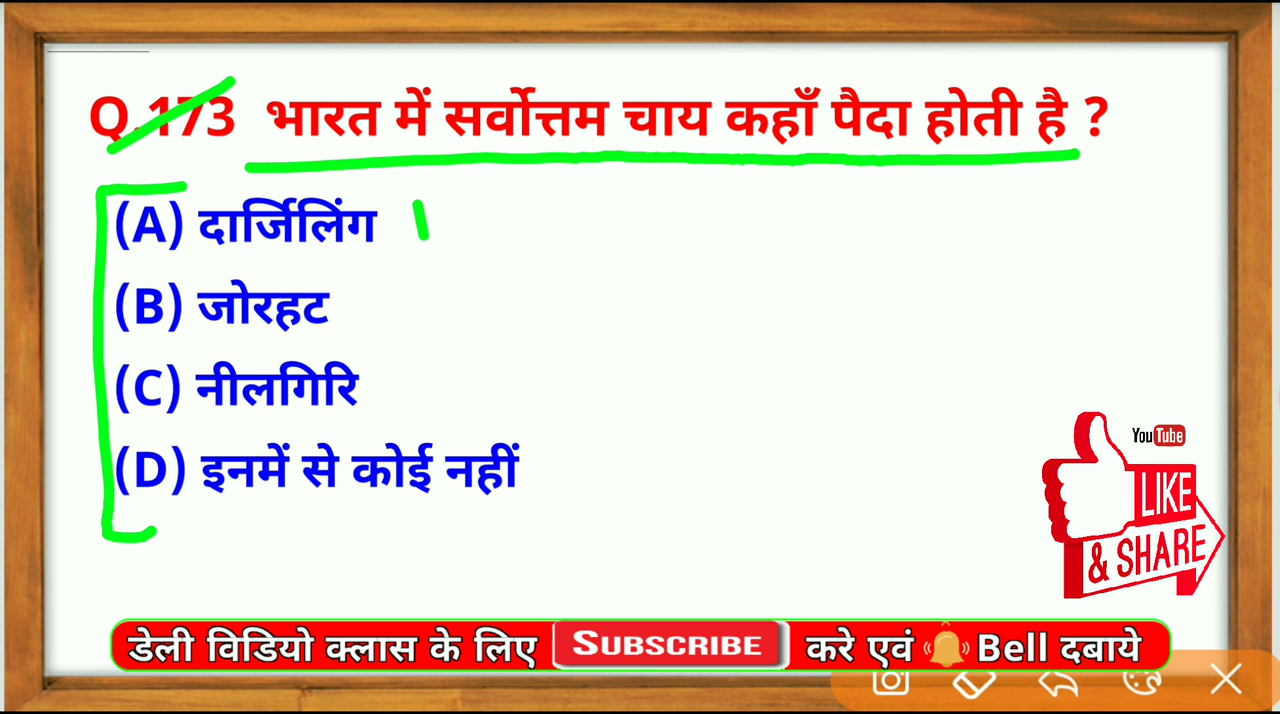 Q.173 भारत में सर्वोत्तम चाय कहाँ पैदा होती है ?
(A) दार्जिलिंग
(B) जोरहट
(C) नीलगिरि
(D) इनमें से कोई नहीं
YouTube
LIKE
& SHARE
डेली विडियो क्लास के लिए SUBSCRIBE करे एवं Bell दबाये